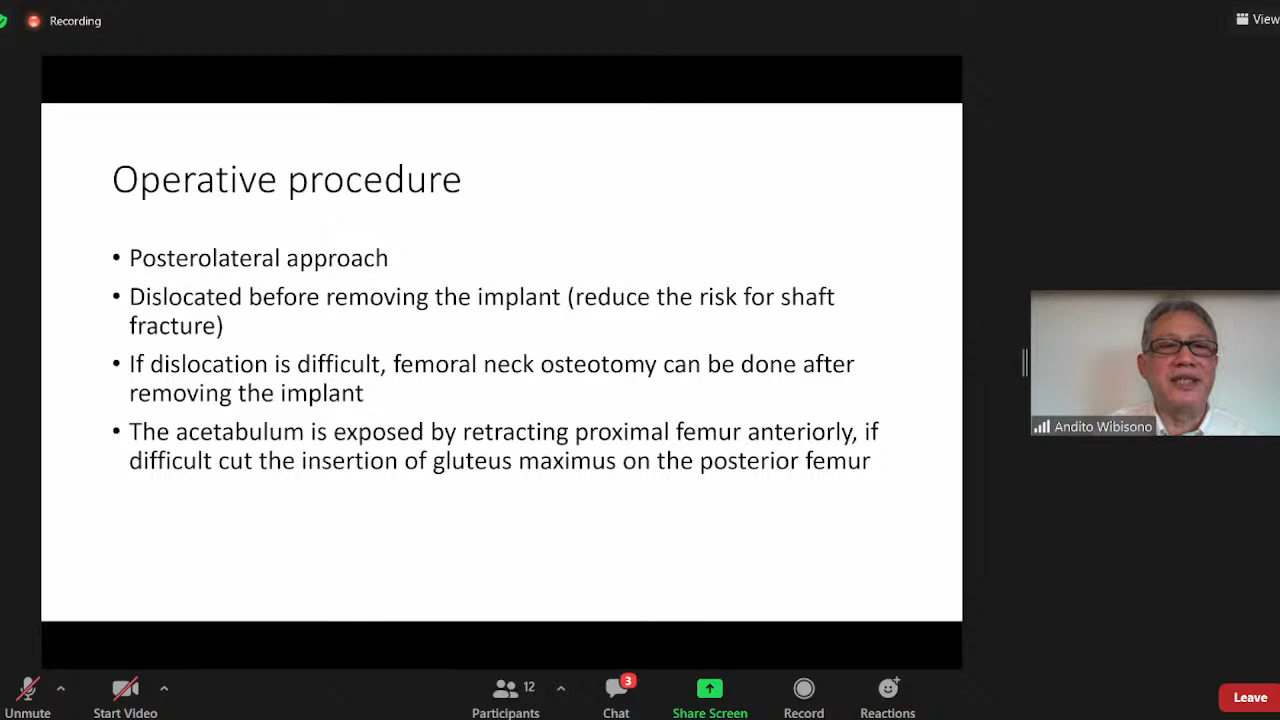 Recording
View
Operative procedure
• Posterolateral approach
• Dislocated before removing the implant (reduce the risk for shaft
fracture)
• If dislocation is difficult, femoral neck osteotomy can be done after
removing the implant
• The acetabulum is exposed by retracting proximal femur anteriorly, if
difficult cut the insertion of gluteus maximus on the posterior femur
Andito Wibisono
Unmute
Start Video
12
Participants
3
Chat
Share Screen
Record
Reactions
Leave